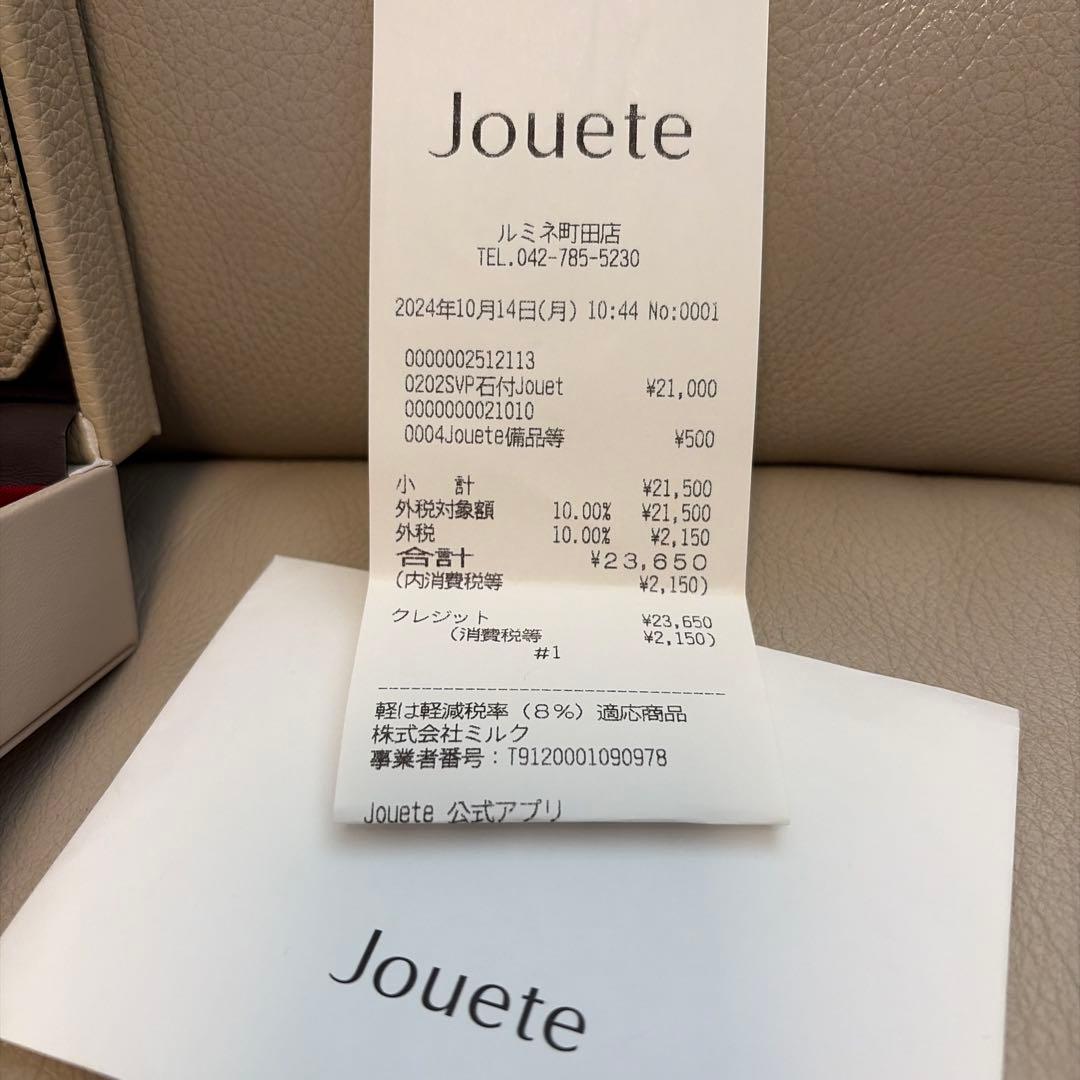 Jouete
ルミネ町田店
TEL.042-785-5230
2024年10月14日(月) 10:44 No:0001
0000002512113
0202SVP石付Jouet ¥21,000
0000000021010
0004Jouete備品等 ¥500
小 計 ¥21,500
外税対象額 10.00% ¥21,500
外税 10.00% ¥2,150
合計 ¥23,650
(内消費税等 ¥2,150)
クレジット ¥23,650
(消費税等 ¥2,150)
#1
軽は軽減税率(8%)適応商品
株式会社ミルク
事業者番号:T9120001090978
Jouete 公式アプリ
Jouete